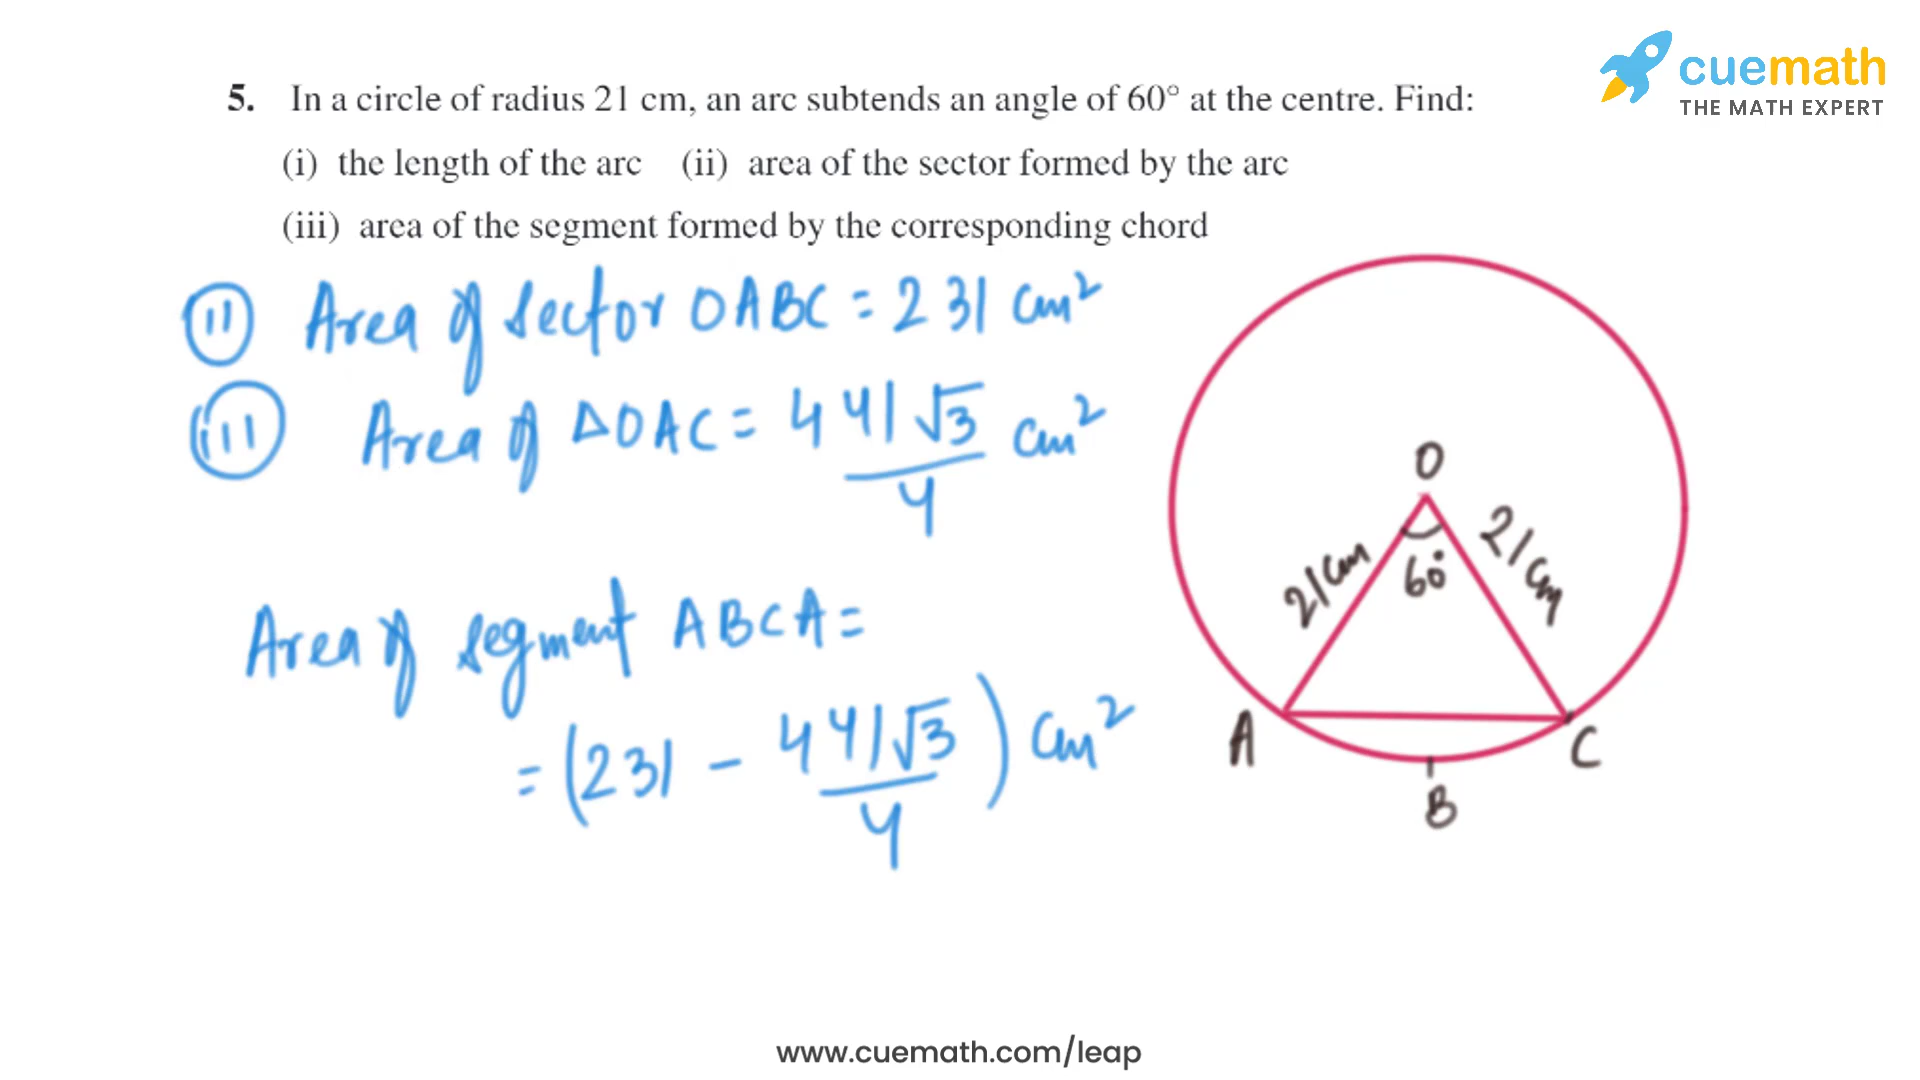 cuemath
THE MATH EXPERT
5. In a circle of radius 21 cm, an arc subtends an angle of 60° at the centre. Find:
(i) the length of the arc (ii) area of the sector formed by the arc
(iii) area of the segment formed by the corresponding chord
(ii) Area of sector OABC = 231 cm²
(iii) Area of ΔOAC = 441√3/4 cm²
Area of segment ABCA =
= (231 - 441√3/4) cm²
O
21cm
60°
21cm
A
C
B
www.cuemath.com/leap